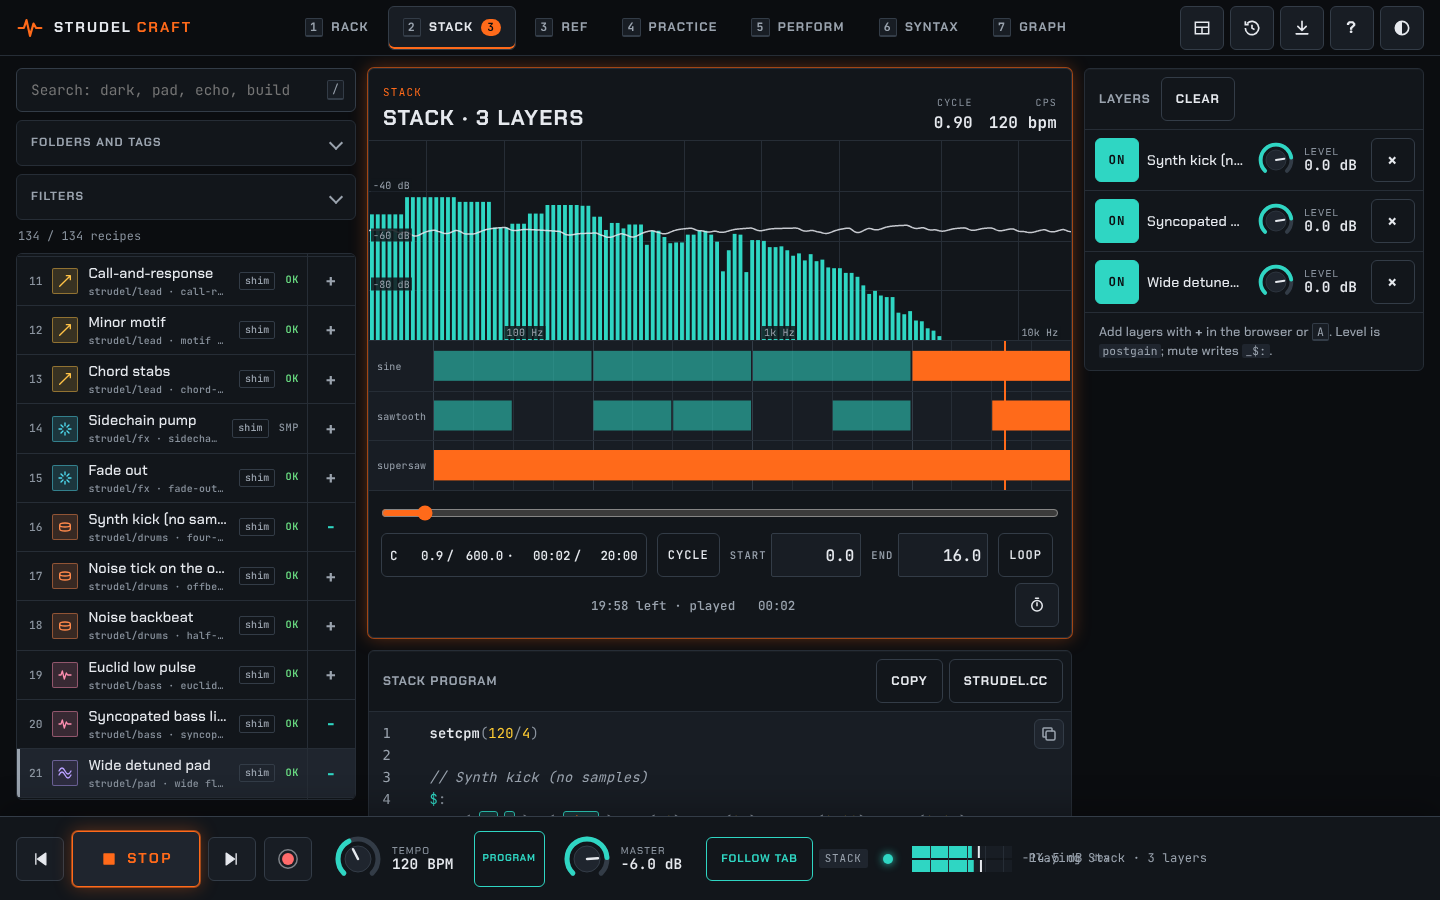 STRUDEL CRAFT
1 RACK
2 STACK 3
3 REF
4 PRACTICE
5 PERFORM
6 SYNTAX
7 GRAPH
?
Search: dark, pad, echo, build /
FOLDERS AND TAGS
FILTERS
134 / 134 recipes
11 Call-and-response shim OK +
strudel/lead · call-r…
12 Minor motif shim OK +
strudel/lead · motif …
13 Chord stabs shim OK +
strudel/lead · chord-…
14 Sidechain pump shim SMP +
strudel/fx · sidecha…
15 Fade out shim OK +
strudel/fx · fade-out…
16 Synth kick (no sam… shim OK -
strudel/drums · four-…
17 Noise tick on the o… shim OK +
strudel/drums · offbe…
18 Noise backbeat shim OK +
strudel/drums · half-…
19 Euclid low pulse shim OK +
strudel/bass · euclid…
20 Syncopated bass li… shim OK -
strudel/bass · syncop…
21 Wide detuned pad shim OK -
strudel/pad · wide fl…
STACK
STACK · 3 LAYERS
CYCLE CPS
0.90 120 bpm
-40 dB
-60 dB
-80 dB
100 Hz 1k Hz 10k Hz
sine
sawtooth
supersaw
C 0.9 / 600.0 · 00:02 / 20:00
CYCLE
START 0.0
END 16.0
LOOP
19:58 left · played 00:02
STACK PROGRAM
COPY
STRUDEL.CC
1 setcpm(120/4)
2
3 // Synth kick (no samples)
4 $:
LAYERS
CLEAR
ON Synth kick (n… LEVEL 0.0 dB ×
ON Syncopated … LEVEL 0.0 dB ×
ON Wide detune… LEVEL 0.0 dB ×
Add layers with + in the browser or A. Level is
postgain; mute writes _$:.
STOP
TEMPO
120 BPM
PROGRAM
MASTER
-6.0 dB
FOLLOW TAB
STACK
Playing Stack · 3 layers